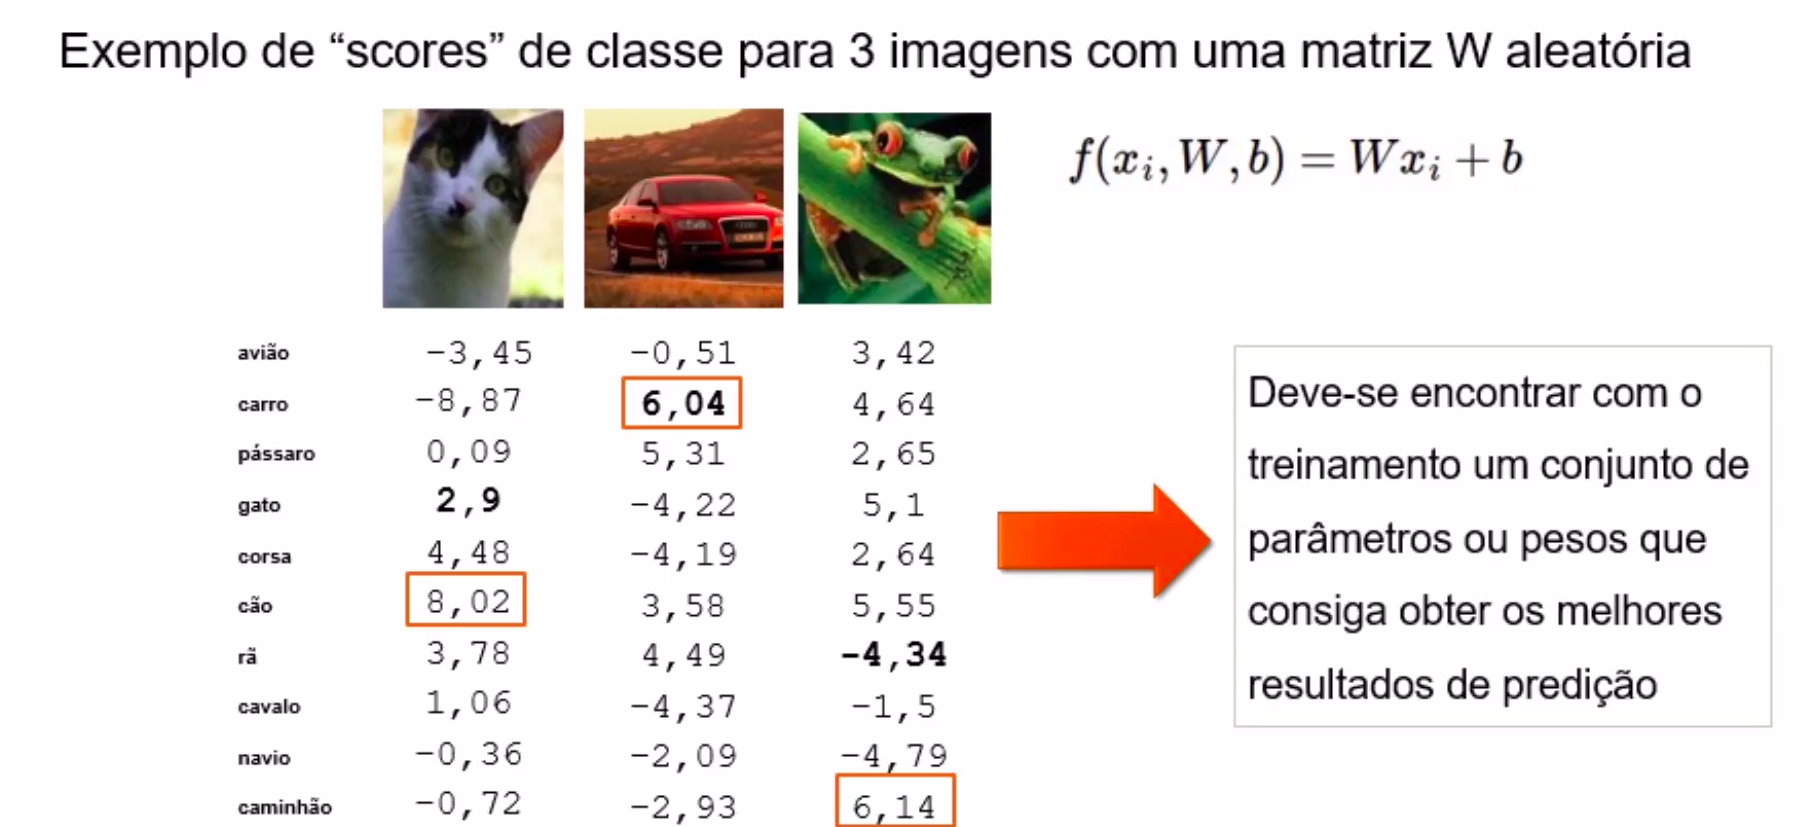 Exemplo de “scores” de classe para 3 imagens com uma matriz W aleatória
f(x_i, W, b) = Wx_i + b
avião -3,45 -0,51 3,42
carro -8,87 6,04 4,64
pássaro 0,09 5,31 2,65
gato 2,9 -4,22 5,1
corsa 4,48 -4,19 2,64
cão 8,02 3,58 5,55
rã 3,78 4,49 -4,34
cavalo 1,06 -4,37 -1,5
navio -0,36 -2,09 -4,79
caminhão -0,72 -2,93 6,14
Deve-se encontrar com o
treinamento um conjunto de
parâmetros ou pesos que
consiga obter os melhores
resultados de predição